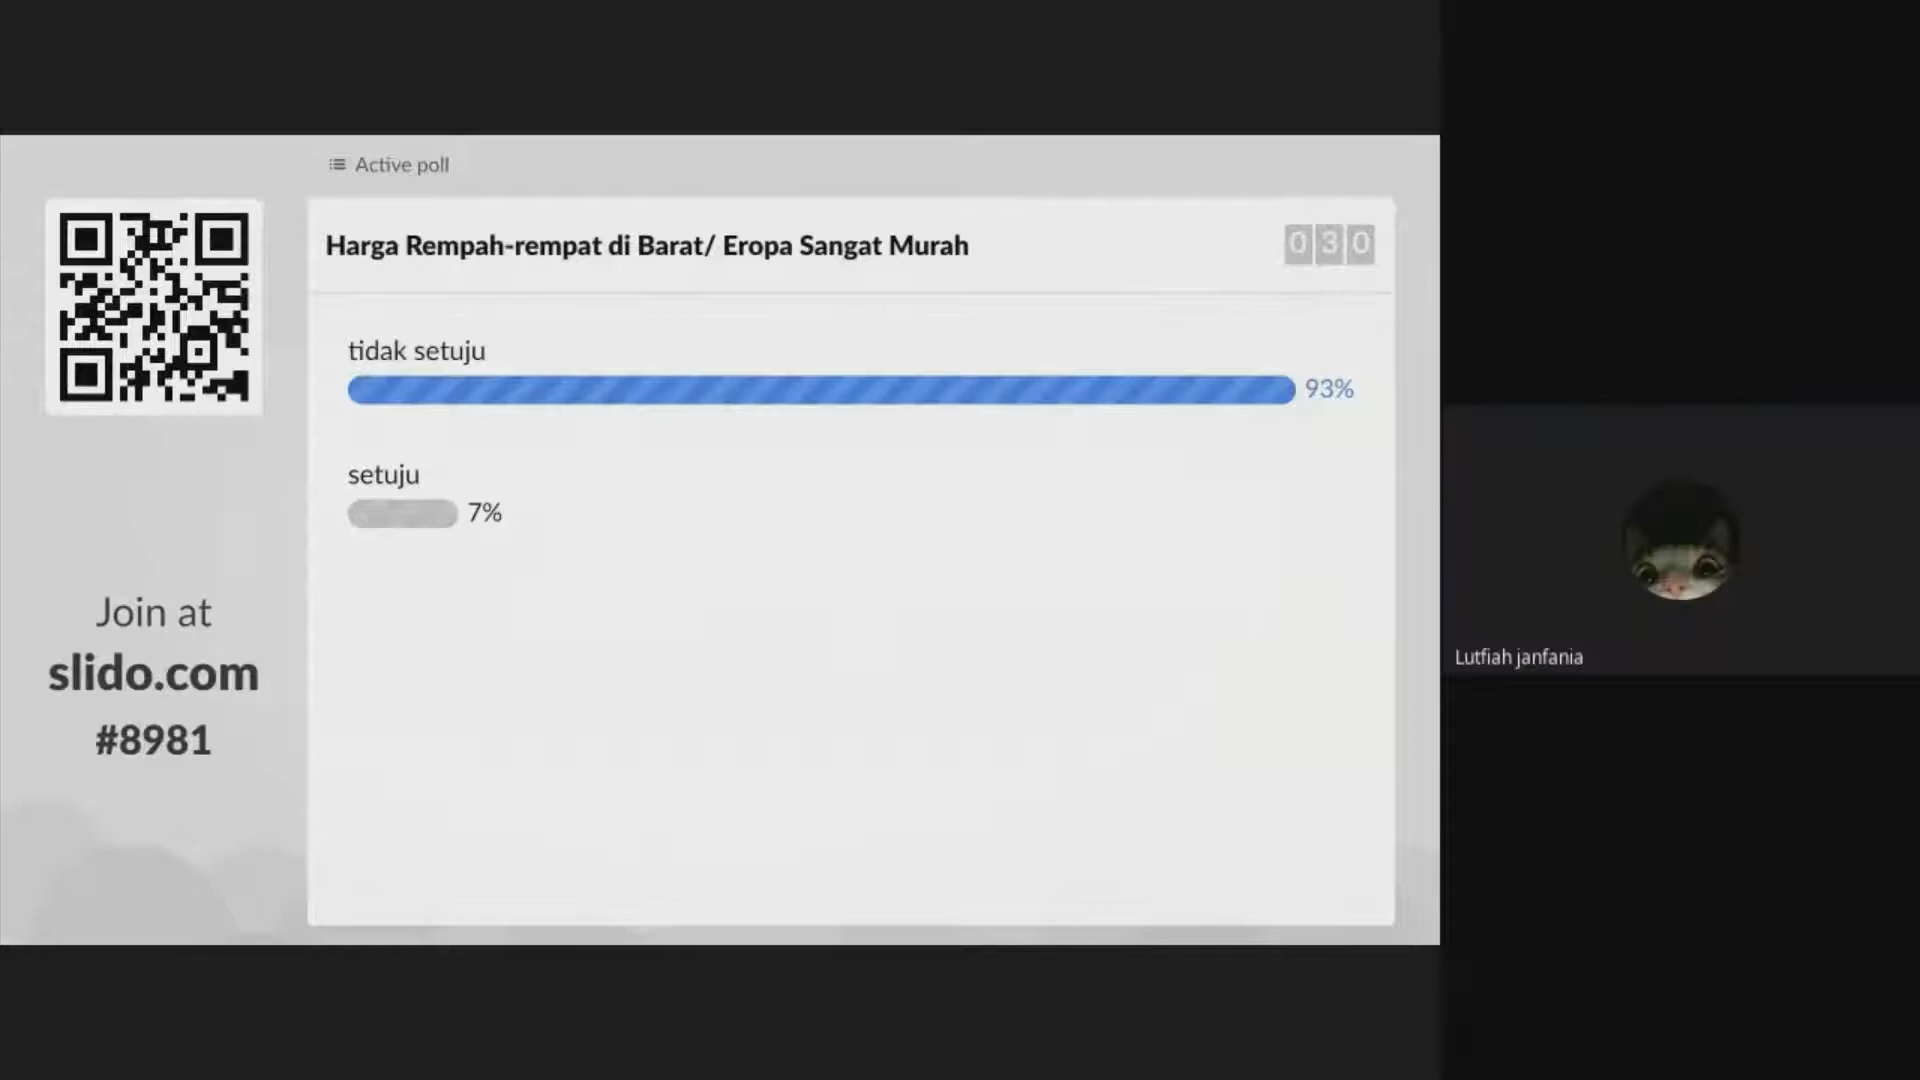 Active poll
Harga Rempah-rempat di Barat/ Eropa Sangat Murah
030
tidak setuju
93%
setuju
7%
Join at
slido.com
#8981
Lutfiah janfania